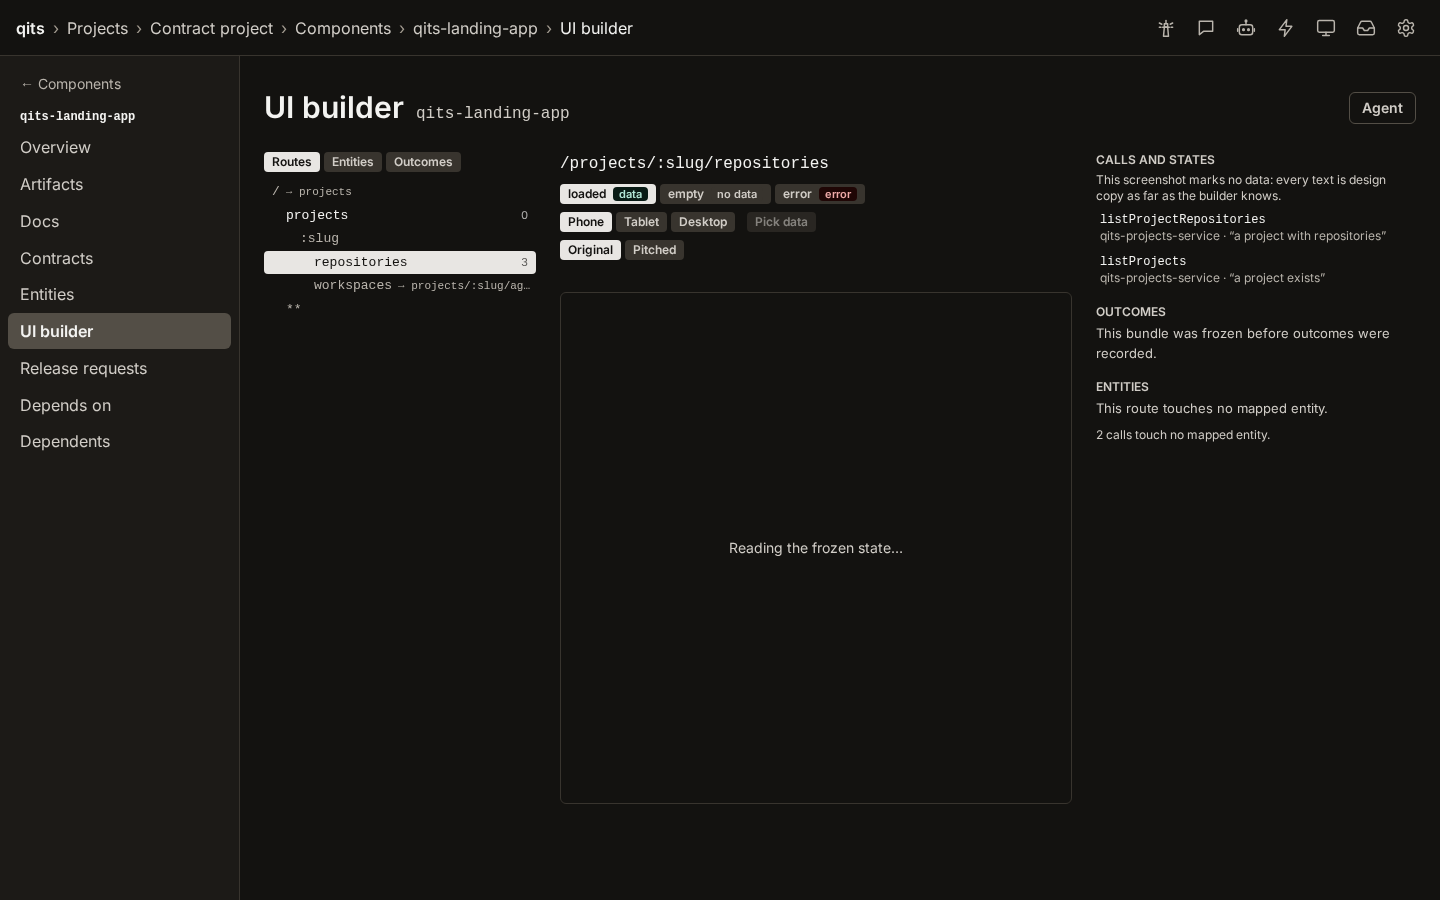 qits › Projects › Contract project › Components › qits-landing-app › UI builder
← Components
qits-landing-app
Overview
Artifacts
Docs
Contracts
Entities
UI builder
Release requests
Depends on
Dependents
UI builder qits-landing-app
Agent
Routes Entities Outcomes
/ → projects
projects 0
:slug
repositories 3
workspaces → projects/:slug/ag…
**
/projects/:slug/repositories
loaded data empty no data error error
Phone Tablet Desktop Pick data
Original Pitched
Reading the frozen state…
CALLS AND STATES
This screenshot marks no data: every text is design
copy as far as the builder knows.
listProjectRepositories
qits-projects-service · “a project with repositories”
listProjects
qits-projects-service · “a project exists”
OUTCOMES
This bundle was frozen before outcomes were
recorded.
ENTITIES
This route touches no mapped entity.
2 calls touch no mapped entity.